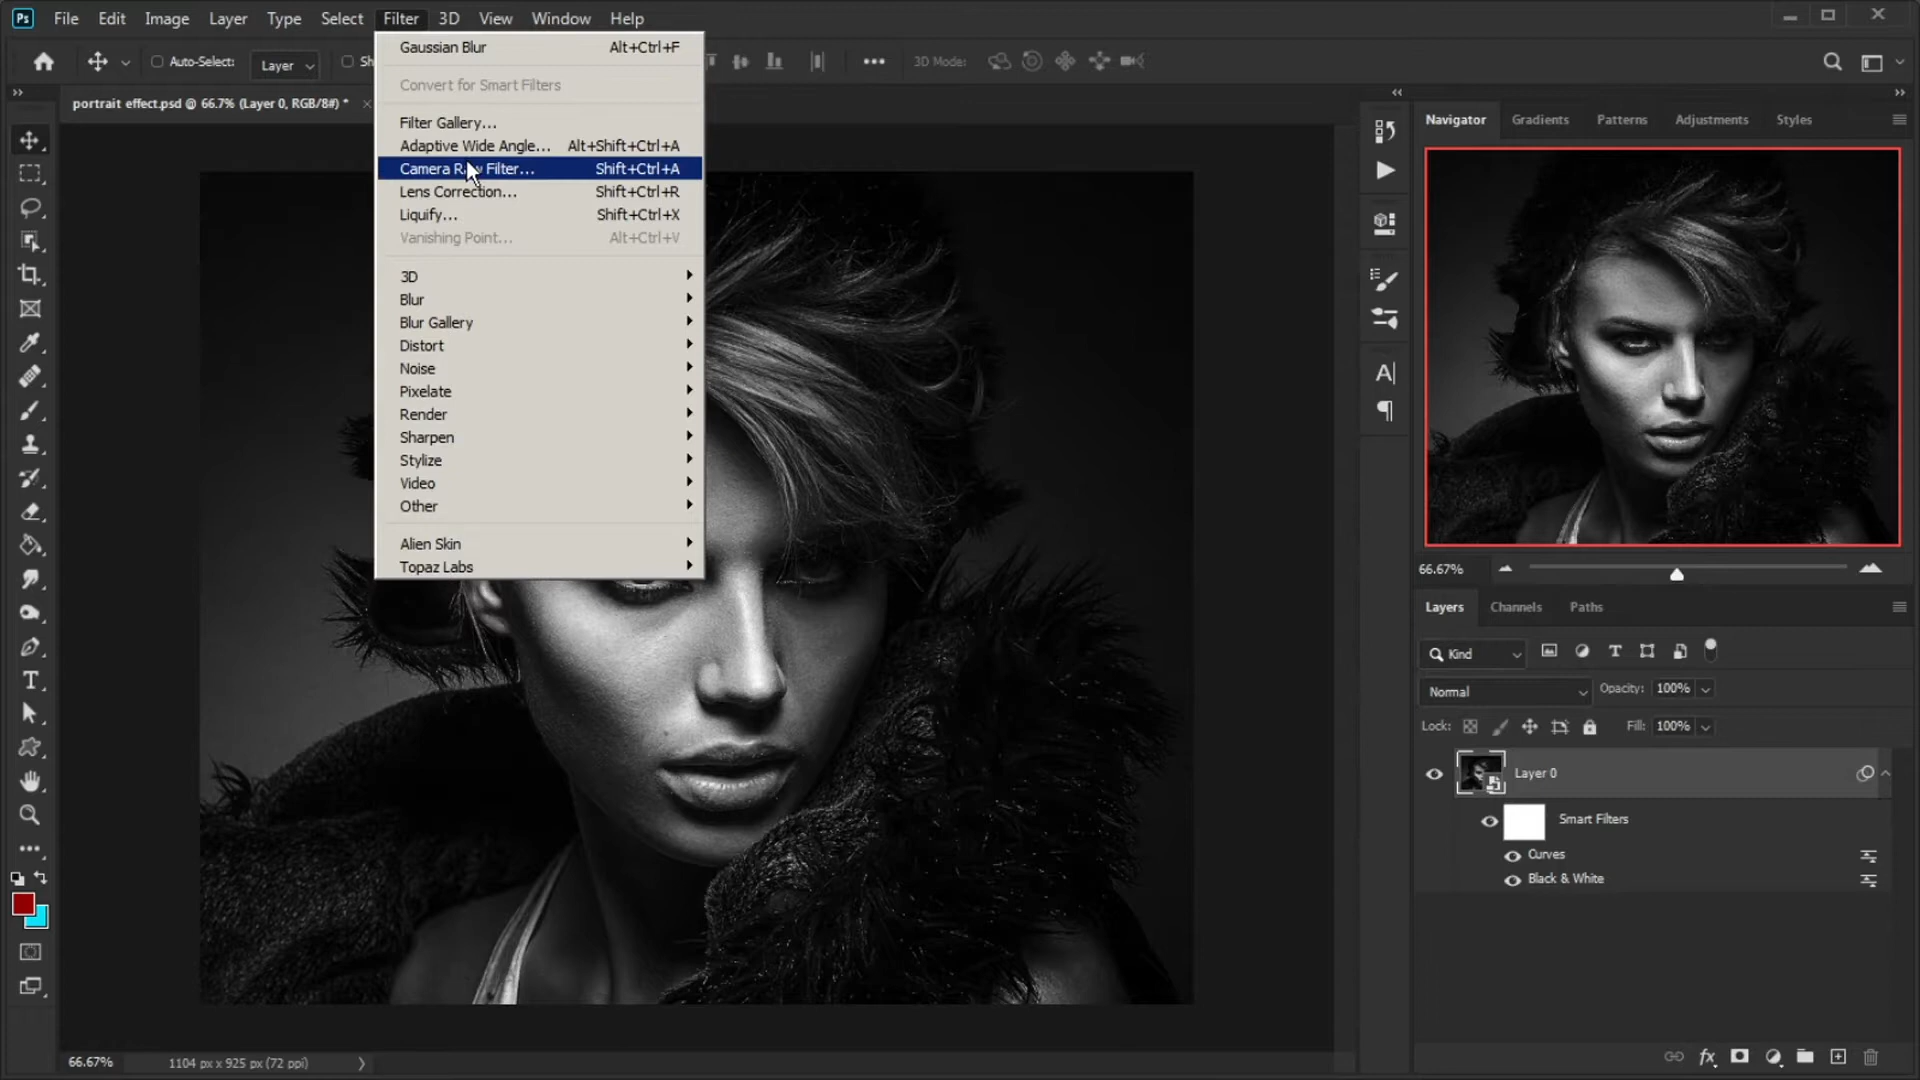 Ps File Edit Image Layer Type Select Filter 3D View Window Help
Auto-Select: Layer Sh 3D Mode:
portrait effect.psd @ 66.7% (Layer 0, RGB/8#) *
Gaussian Blur Alt+Ctrl+F
Convert for Smart Filters
Filter Gallery...
Adaptive Wide Angle... Alt+Shift+Ctrl+A
Camera Raw Filter... Shift+Ctrl+A
Lens Correction... Shift+Ctrl+R
Liquify... Shift+Ctrl+X
Vanishing Point... Alt+Ctrl+V
3D
Blur
Blur Gallery
Distort
Noise
Pixelate
Render
Sharpen
Stylize
Video
Other
Alien Skin
Topaz Labs
Navigator Gradients Patterns Adjustments Styles
66.67%
Layers Channels Paths
Kind
Normal Opacity: 100%
Lock: Fill: 100%
Layer 0
Smart Filters
Curves
Black & White
fx
66.67% 1104 px x 925 px (72 ppi)